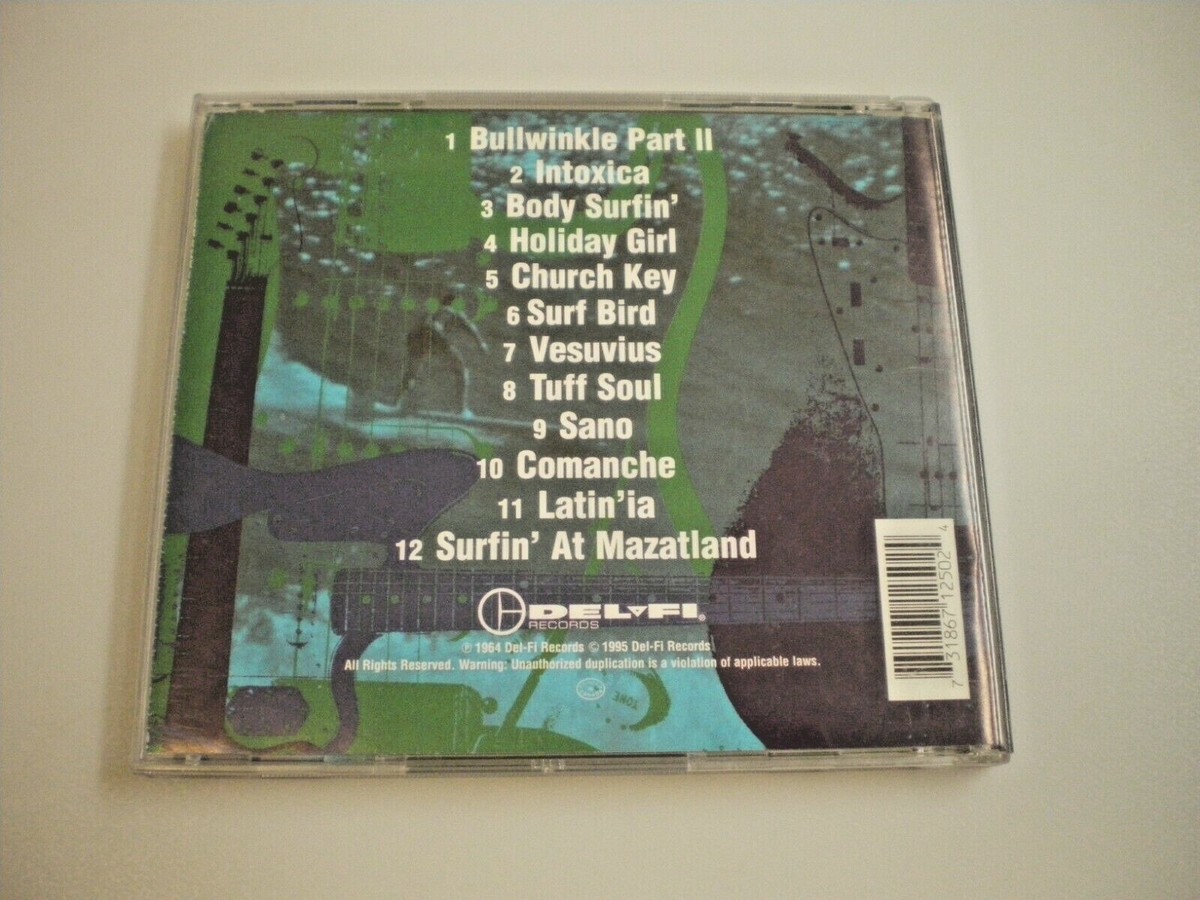 1 Bullwinkle Part II
2 Intoxica
3 Body Surfin'
4 Holiday Girl
5 Church Key
6 Surf Bird
7 Vesuvius
8 Tuff Soul
9 Sano
10 Comanche
11 Latin'ia
12 Surfin' At Mazatland
DEL-FI
RECORDS
℗ 1964 Del-Fi Records © 1995 Del-Fi Records
All Rights Reserved. Warning: Unauthorized duplication is a violation of applicable laws.
TONE
7 31867 12502 4